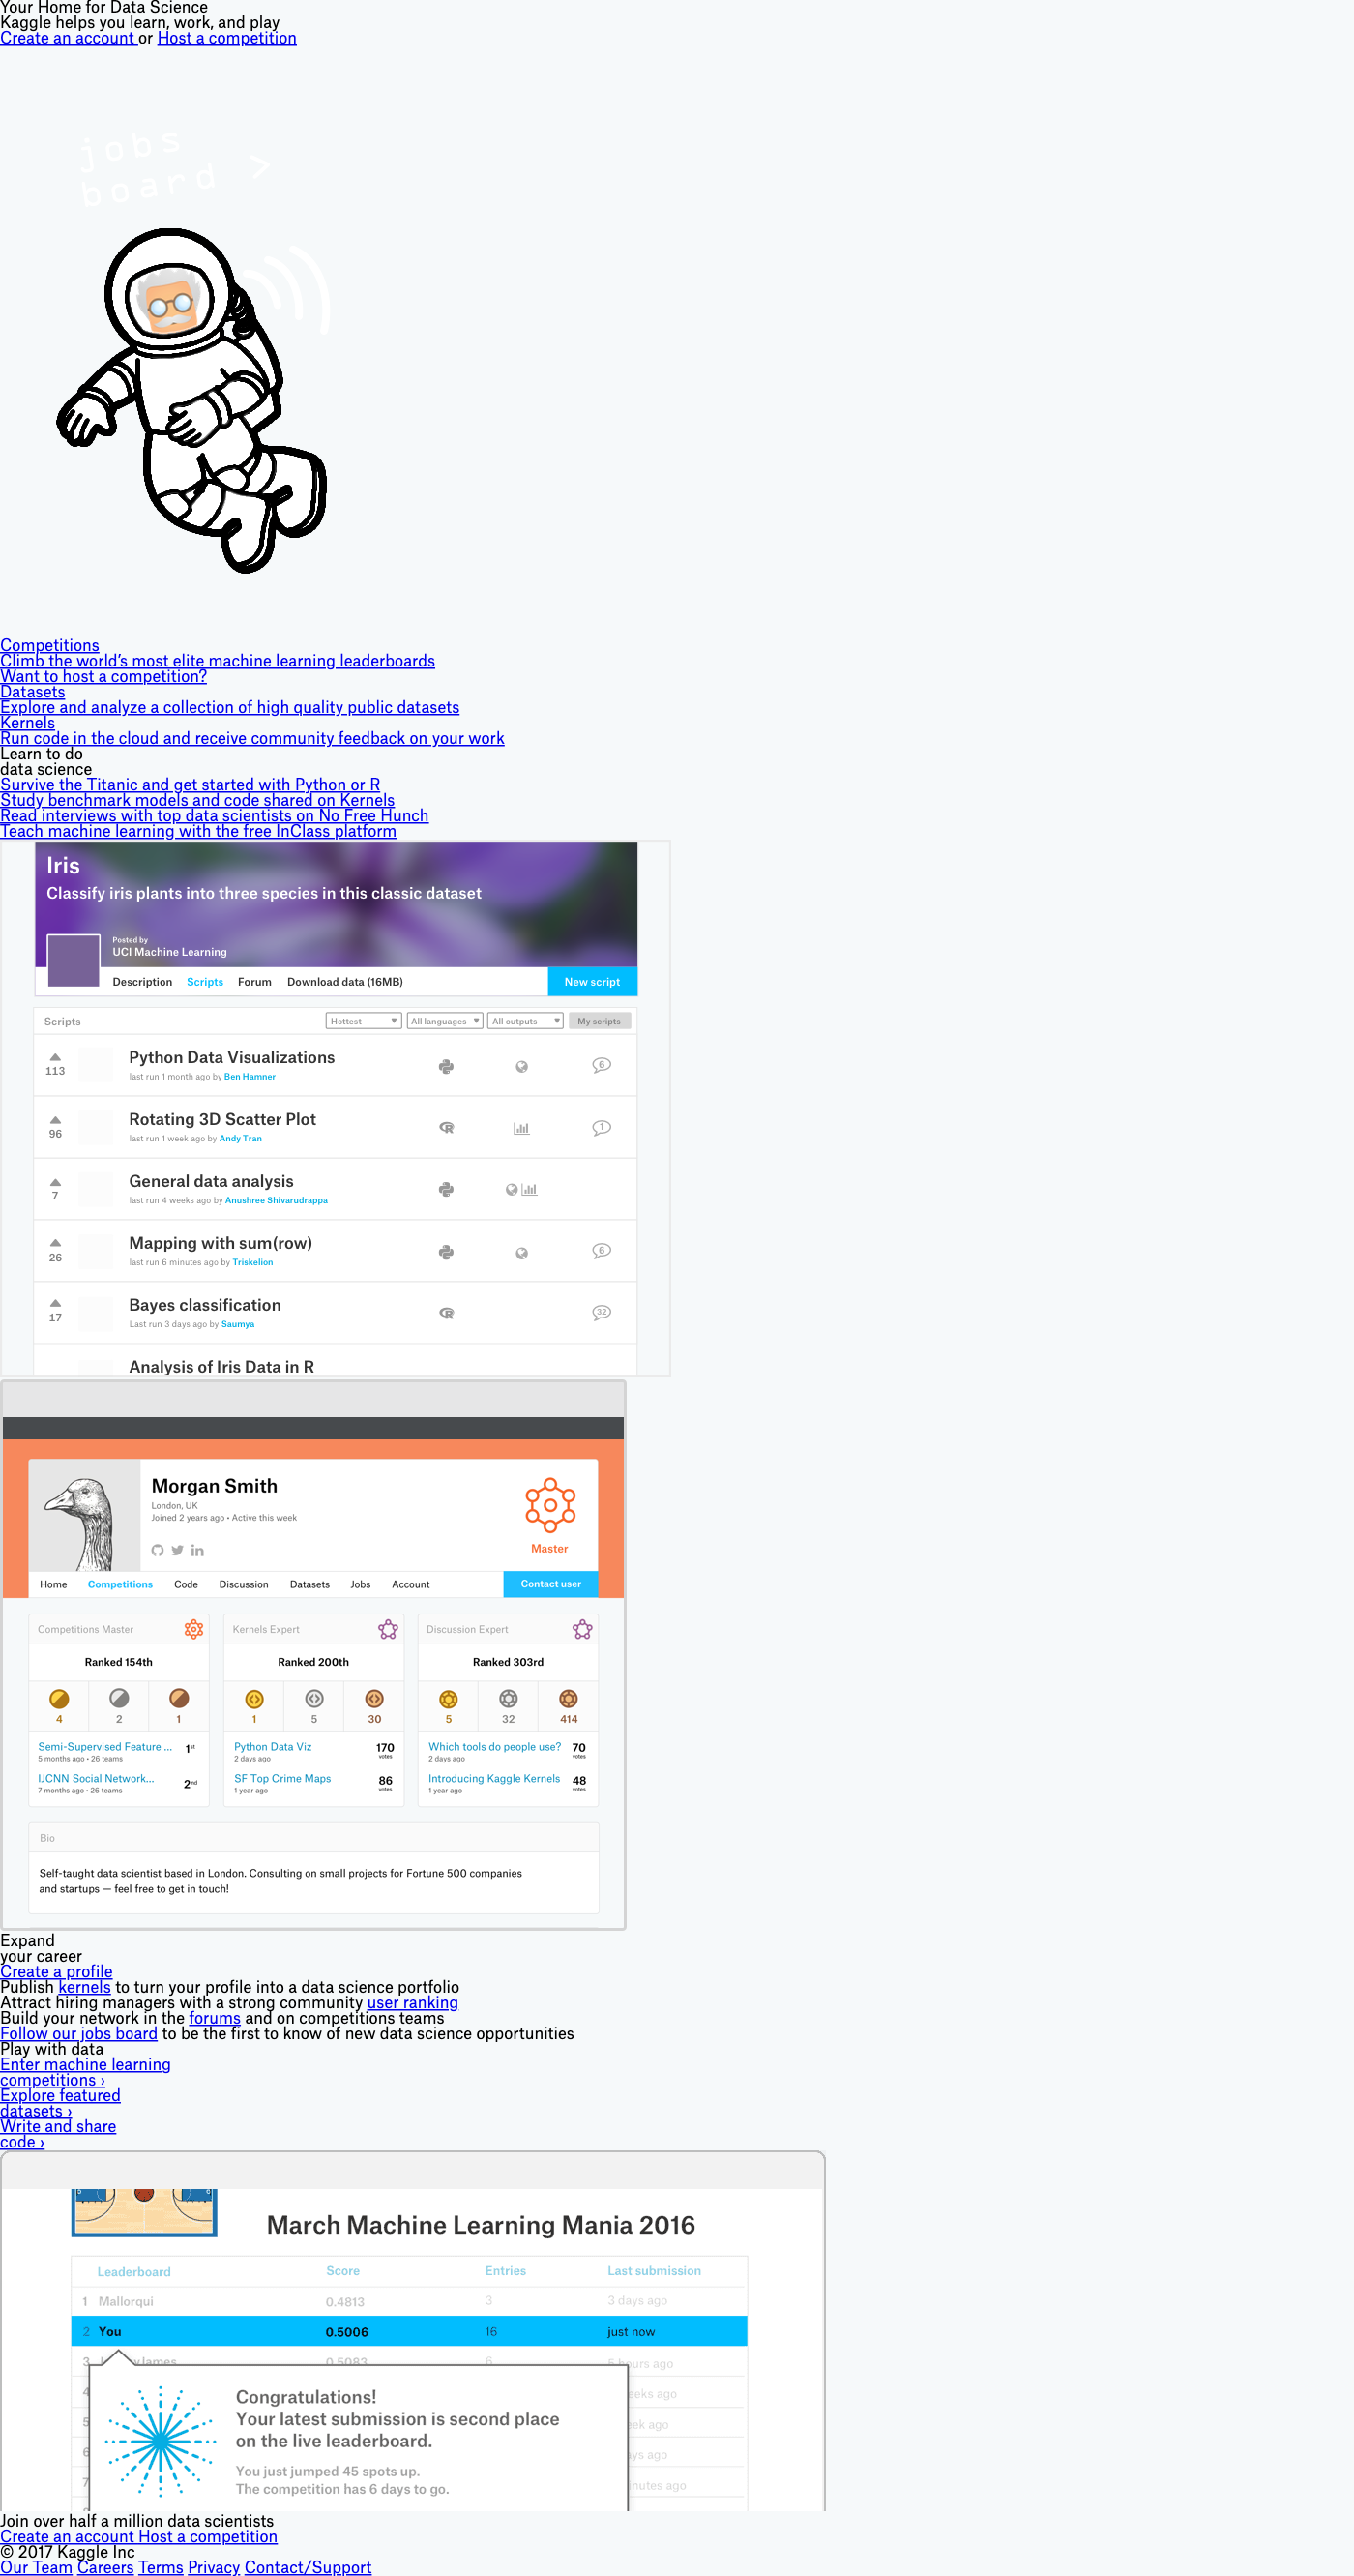 Your Home for Data Science
Kaggle helps you learn, work, and play
Create an account or Host a competition
jobs
board >
Competitions
Climb the world’s most elite machine learning leaderboards
Want to host a competition?
Datasets
Explore and analyze a collection of high quality public datasets
Kernels
Run code in the cloud and receive community feedback on your work
Learn to do
data science
Survive the Titanic and get started with Python or R
Study benchmark models and code shared on Kernels
Read interviews with top data scientists on No Free Hunch
Teach machine learning with the free InClass platform
Iris
Classify iris plants into three species in this classic dataset
Posted by
UCI Machine Learning
Description Scripts Forum Download data (16MB) New script
Scripts Hottest All languages All outputs My scripts
Python Data Visualizations
113 6
last run 1 month ago by Ben Hamner
Rotating 3D Scatter Plot
96 R 1
last run 1 week ago by Andy Tran
General data analysis
7
last run 4 weeks ago by Anushree Shivarudrappa
Mapping with sum(row)
26 6
last run 6 minutes ago by Triskelion
Bayes classification
17 R 32
Last run 3 days ago by Saumya
Analysis of Iris Data in R
Morgan Smith
London, UK
Joined 2 years ago • Active this week
in
Master
Home Competitions Code Discussion Datasets Jobs Account Contact user
Competitions Master Kernels Expert Discussion Expert
Ranked 154th Ranked 200th Ranked 303rd
4 2 1 1 5 30 5 32 414
Semi-Supervised Feature ... 1st Python Data Viz 170 Which tools do people use? 70
5 months ago • 26 teams 2 days ago votes 2 days ago votes
IJCNN Social Network... 2nd SF Top Crime Maps 86 Introducing Kaggle Kernels 48
7 months ago • 26 teams 1 year ago votes 1 year ago votes
Bio
Self-taught data scientist based in London. Consulting on small projects for Fortune 500 companies
and startups — feel free to get in touch!
Expand
your career
Create a profile
Publish kernels to turn your profile into a data science portfolio
Attract hiring managers with a strong community user ranking
Build your network in the forums and on competitions teams
Follow our jobs board to be the first to know of new data science opportunities
Play with data
Enter machine learning
competitions ›
Explore featured
datasets ›
Write and share
code ›
March Machine Learning Mania 2016
Leaderboard Score Entries Last submission
1 Mallorqui 0.4813 3 3 days ago
2 You 0.5006 16 just now
3 0.5083 6 hours ago
4 weeks ago
5 week ago
6 days ago
7 minutes ago
Congratulations!
Your latest submission is second place
on the live leaderboard.
You just jumped 45 spots up.
The competition has 6 days to go.
Join over half a million data scientists
Create an account Host a competition
© 2017 Kaggle Inc
Our Team Careers Terms Privacy Contact/Support